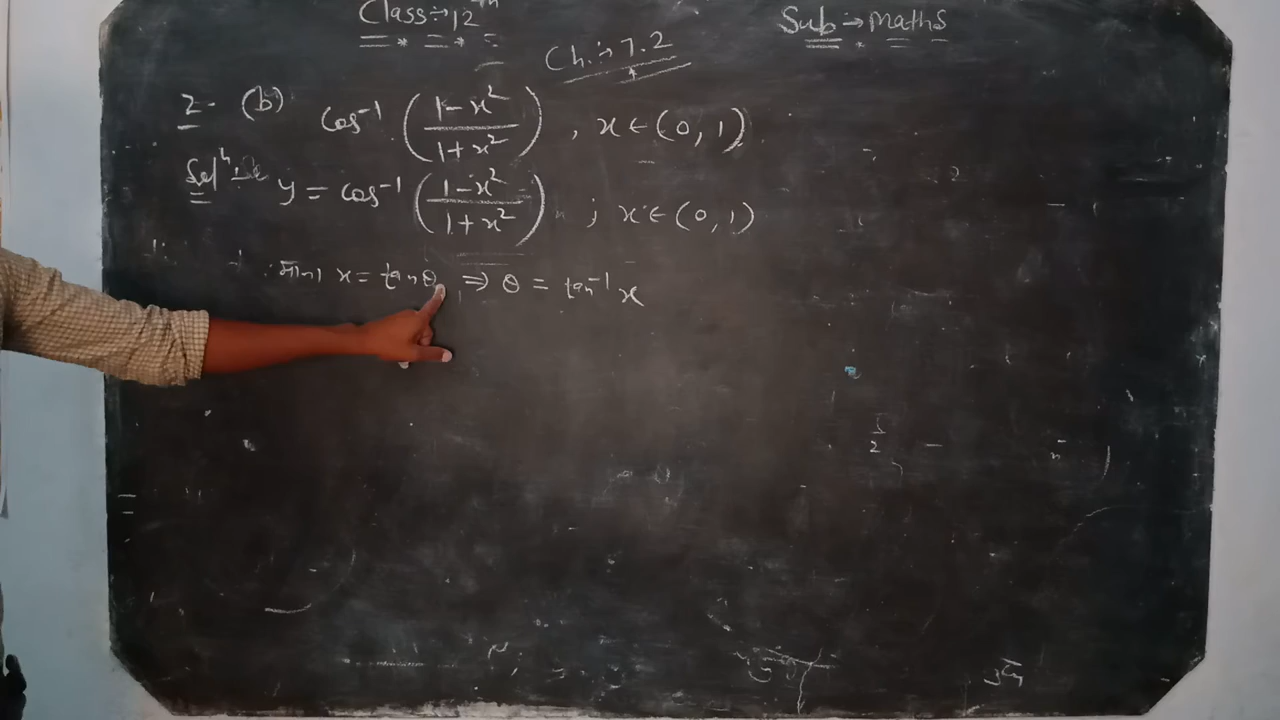 Class :- 12th
Sub :→ Maths
Ch. :→ 7.2
2- (b) cos⁻¹ ((1-x²)/(1+x²)), x ∈ (0, 1)
Solⁿ y = cos⁻¹ ((1-x²)/(1+x²)) ; x ∈ (0, 1)
माना x = tanθ ⇒ θ = tan⁻¹ x